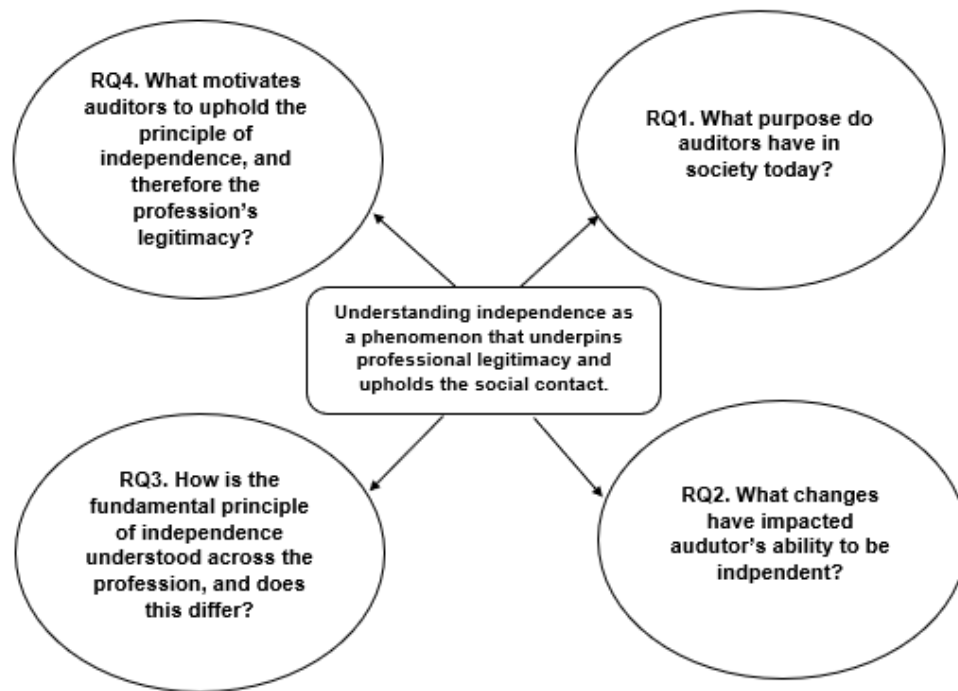 RQ4. What motivates
auditors to uphold the
principle of
independence, and
therefore the
profession’s
legitimacy?
RQ1. What purpose do
auditors have in
society today?
Understanding independence as
a phenomenon that underpins
professional legitimacy and
upholds the social contact.
RQ3. How is the
fundamental principle
of independence
understood across the
profession, and does
this differ?
RQ2. What changes
have impacted
audutor’s ability to be
indpendent?